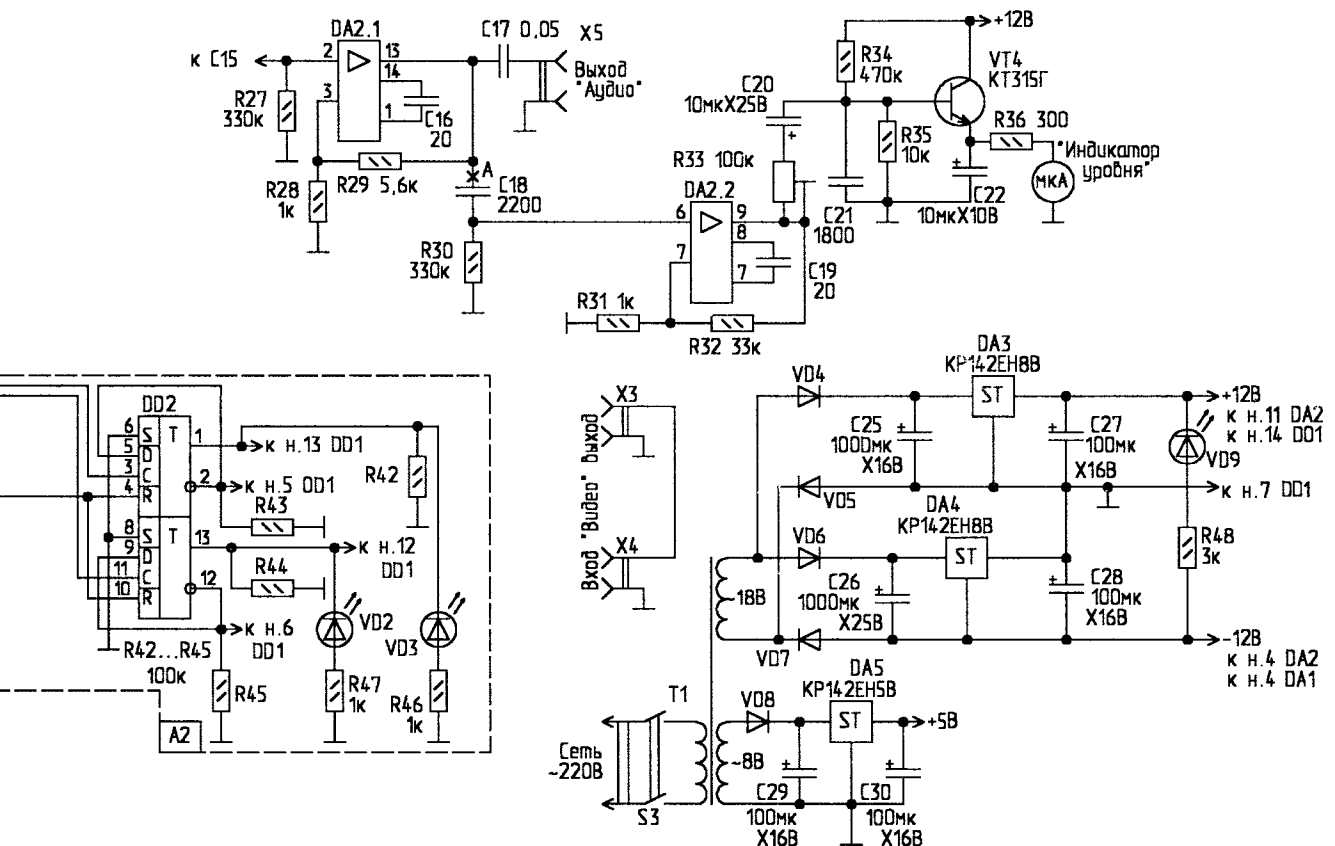 DA2.1
C17 0,05
X5
к C15
2
13
14
3
1
R27
330к
C16
20
Выход
"Аудио"
R28
1к
R29 5,6к
A
C18
2200
R30
330к
+12В
R34
470к
VT4
КТ315Г
C20
10мкX25В
R35
10к
R36 300
"Индикатор
уровня"
мкА
R33 100к
DA2.2
6
9
8
7
7
C21
1800
C22
10мкX10В
C19
20
R31 1к
R32 33к
DD2
6 S T 1
5 D
3 C
4 R 2
8 S T 13
9 D
11 C
10 R 12
к н.13 DD1
к н.5 DD1
R42
R43
к н.12
DD1
R44
к н.6
DD1
VD2
VD3
R42...R45
100к
R45
R47
1к
R46
1к
A2
X3
Выход
"Видео"
X4
Вход
VD4
DA3
КР142ЕН8В
ST
+12В
к н.11 DA2
к н.14 DD1
C25
1000мк
X16В
C27
100мк
X16В
VD9
VD5
к н.7 DD1
DA4
КР142ЕН8В
VD6
ST
R48
3к
~18В
C26
1000мк
X25В
C28
100мк
X16В
VD7
-12В
к н.4 DA2
к н.4 DA1
DA5
КР142ЕН5В
T1
VD8
ST
+5В
Сеть
~220В
~8В
S3
C29
100мк
X16В
C30
100мк
X16В